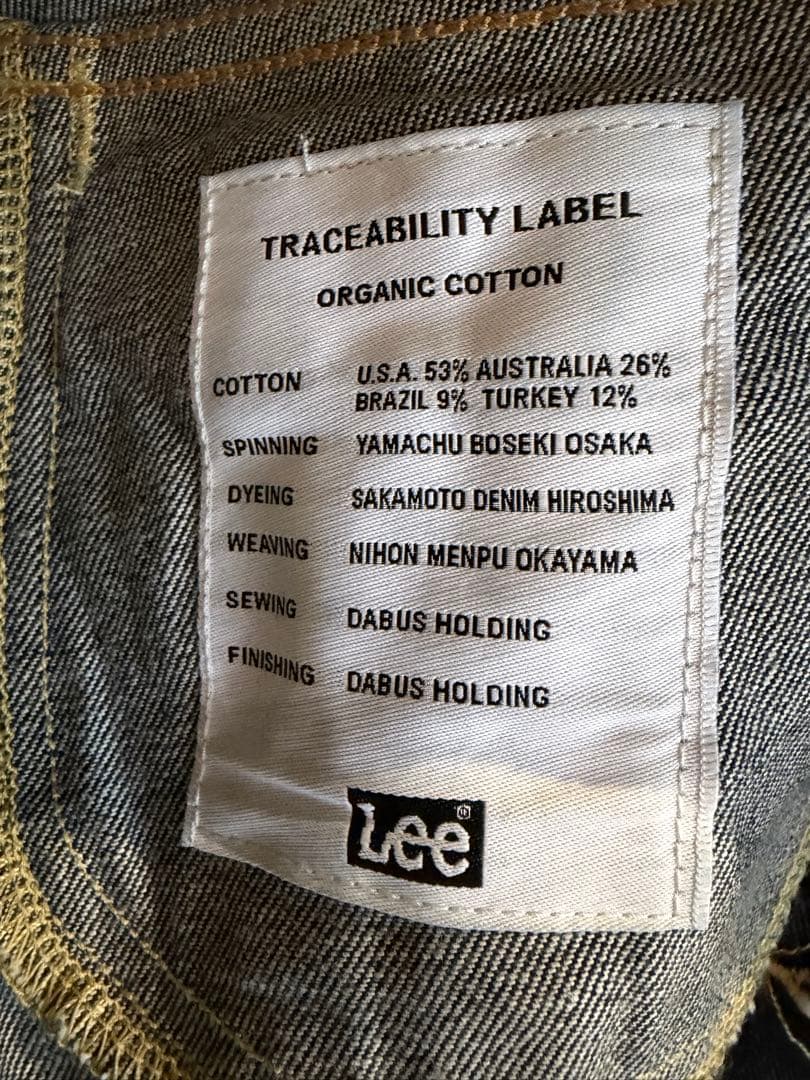 TRACEABILITY LABEL
ORGANIC COTTON
COTTON U.S.A. 53% AUSTRALIA 26%
BRAZIL 9% TURKEY 12%
SPINNING YAMACHU BOSEKI OSAKA
DYEING SAKAMOTO DENIM HIROSHIMA
WEAVING NIHON MENPU OKAYAMA
SEWING DABUS HOLDING
FINISHING DABUS HOLDING
Lee